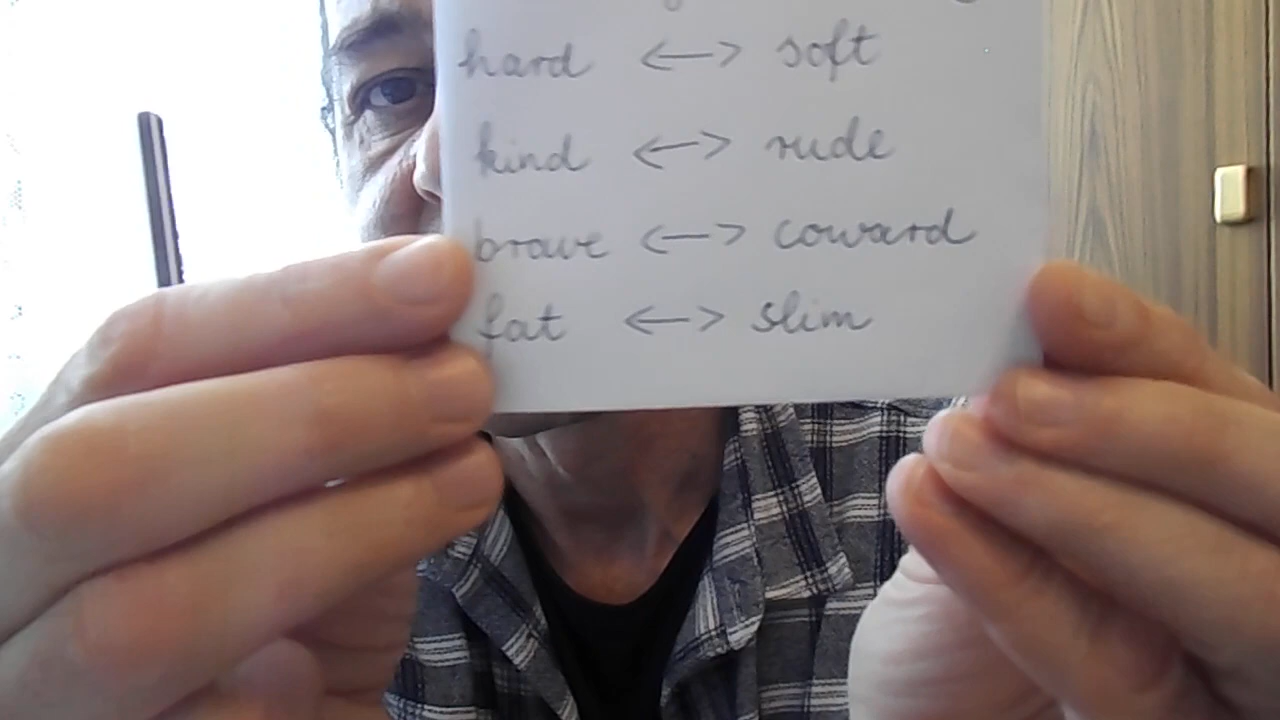 hard <-> soft
kind <-> rude
brave <-> coward
fat <-> slim